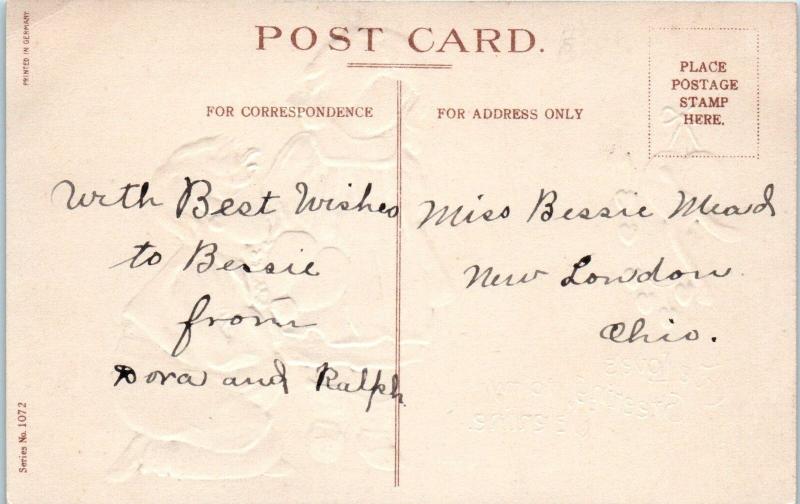 PRINTED IN GERMANY
POST CARD.
PLACE
POSTAGE
STAMP
HERE.
FOR CORRESPONDENCE
FOR ADDRESS ONLY
With Best Wishes
to Bessie
from
Dora and Ralph
Miss Bessie Mead
New London
Ohio.
Series No. 1072